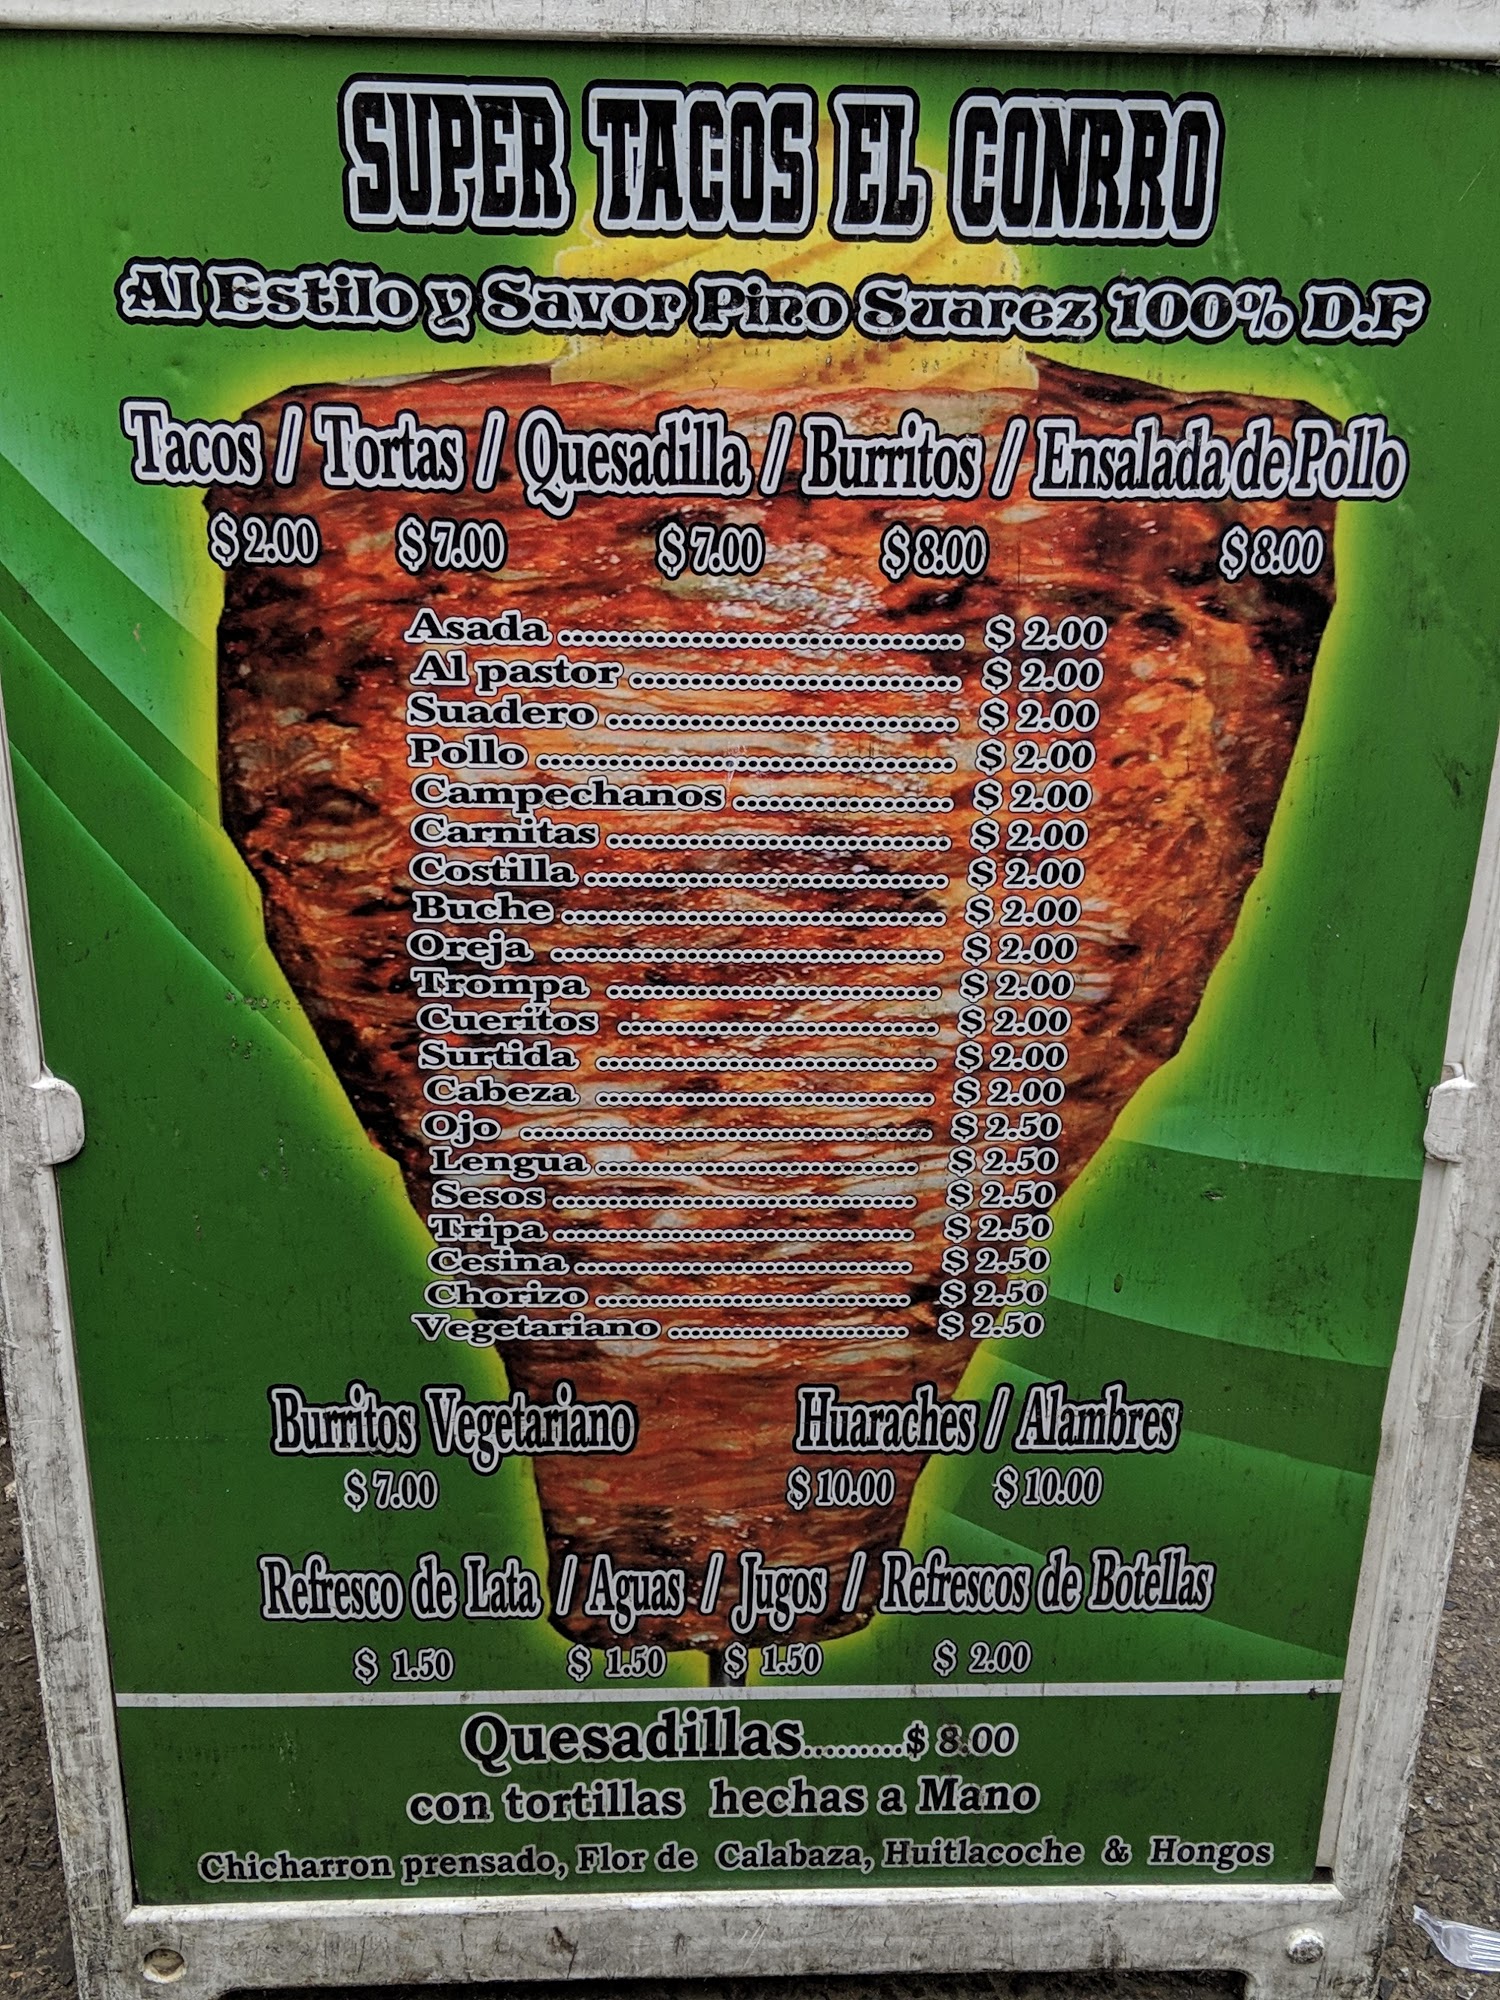 SUPER TACOS EL CONRRO
Al Estilo y Savor Pino Suarez 100% D.F
Tacos / Tortas / Quesadilla / Burritos / Ensalada de Pollo
$ 2.00 $ 7.00 $ 7.00 $ 8.00 $ 8.00
Asada ........................................ $ 2.00
Al pastor ................................. $ 2.00
Suadero ................................... $ 2.00
Pollo .......................................... $ 2.00
Campechanos ...................... $ 2.00
Carnitas .................................. $ 2.00
Costilla .................................... $ 2.00
Buche ...................................... $ 2.00
Oreja ....................................... $ 2.00
Trompa ................................. $ 2.00
Cueritos ................................ $ 2.00
Surtida .................................. $ 2.00
Cabeza .................................. $ 2.00
Ojo ......................................... $ 2.50
Lengua ................................ $ 2.50
Sesos .................................... $ 2.50
Tripa .................................... $ 2.50
Cesina .................................. $ 2.50
Chorizo ............................... $ 2.50
Vegetariano ........................ $ 2.50
Burritos Vegetariano Huaraches / Alambres
$ 7.00 $ 10.00 $ 10.00
Refresco de Lata / Aguas / Jugos / Refrescos de Botellas
$ 1.50 $ 1.50 $ 1.50 $ 2.00
Quesadillas..........$ 8.00
con tortillas hechas a Mano
Chicharron prensado, Flor de Calabaza, Huitlacoche & Hongos